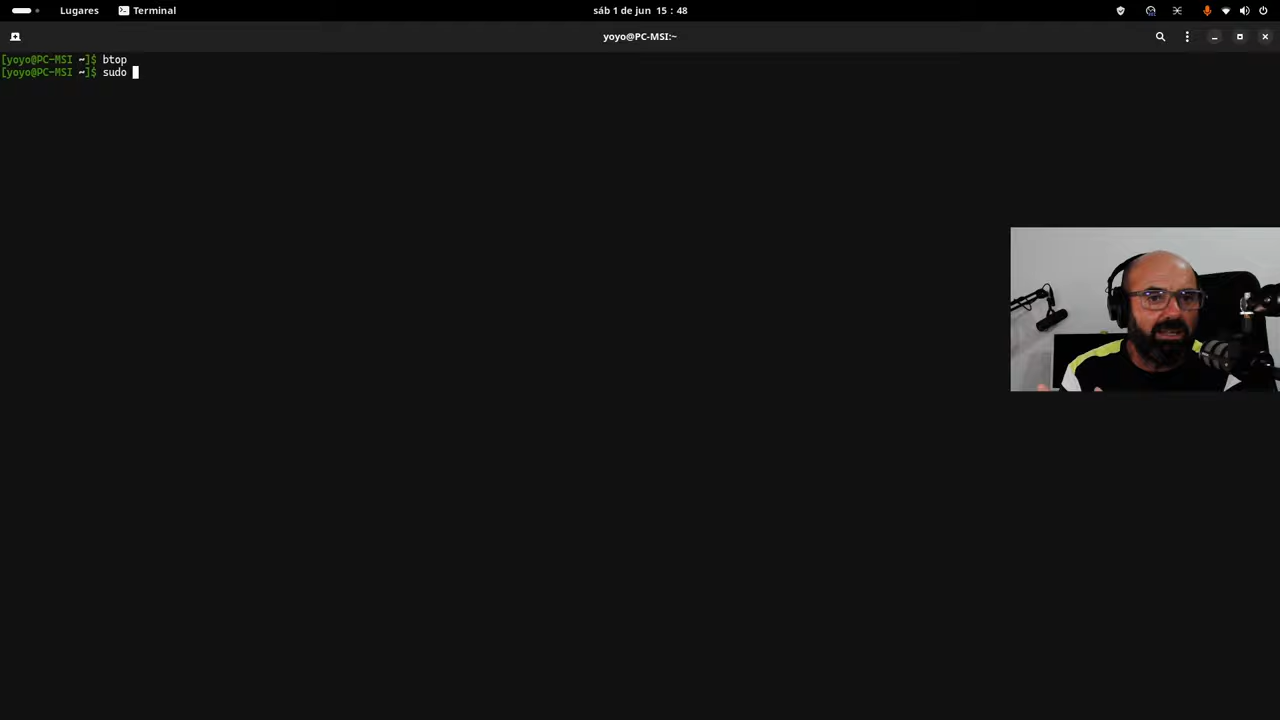 Lugares Terminal sáb 1 de jun 15 : 48
yoyo@PC-MSI:~
[yoyo@PC-MSI ~]$ btop
[yoyo@PC-MSI ~]$ sudo